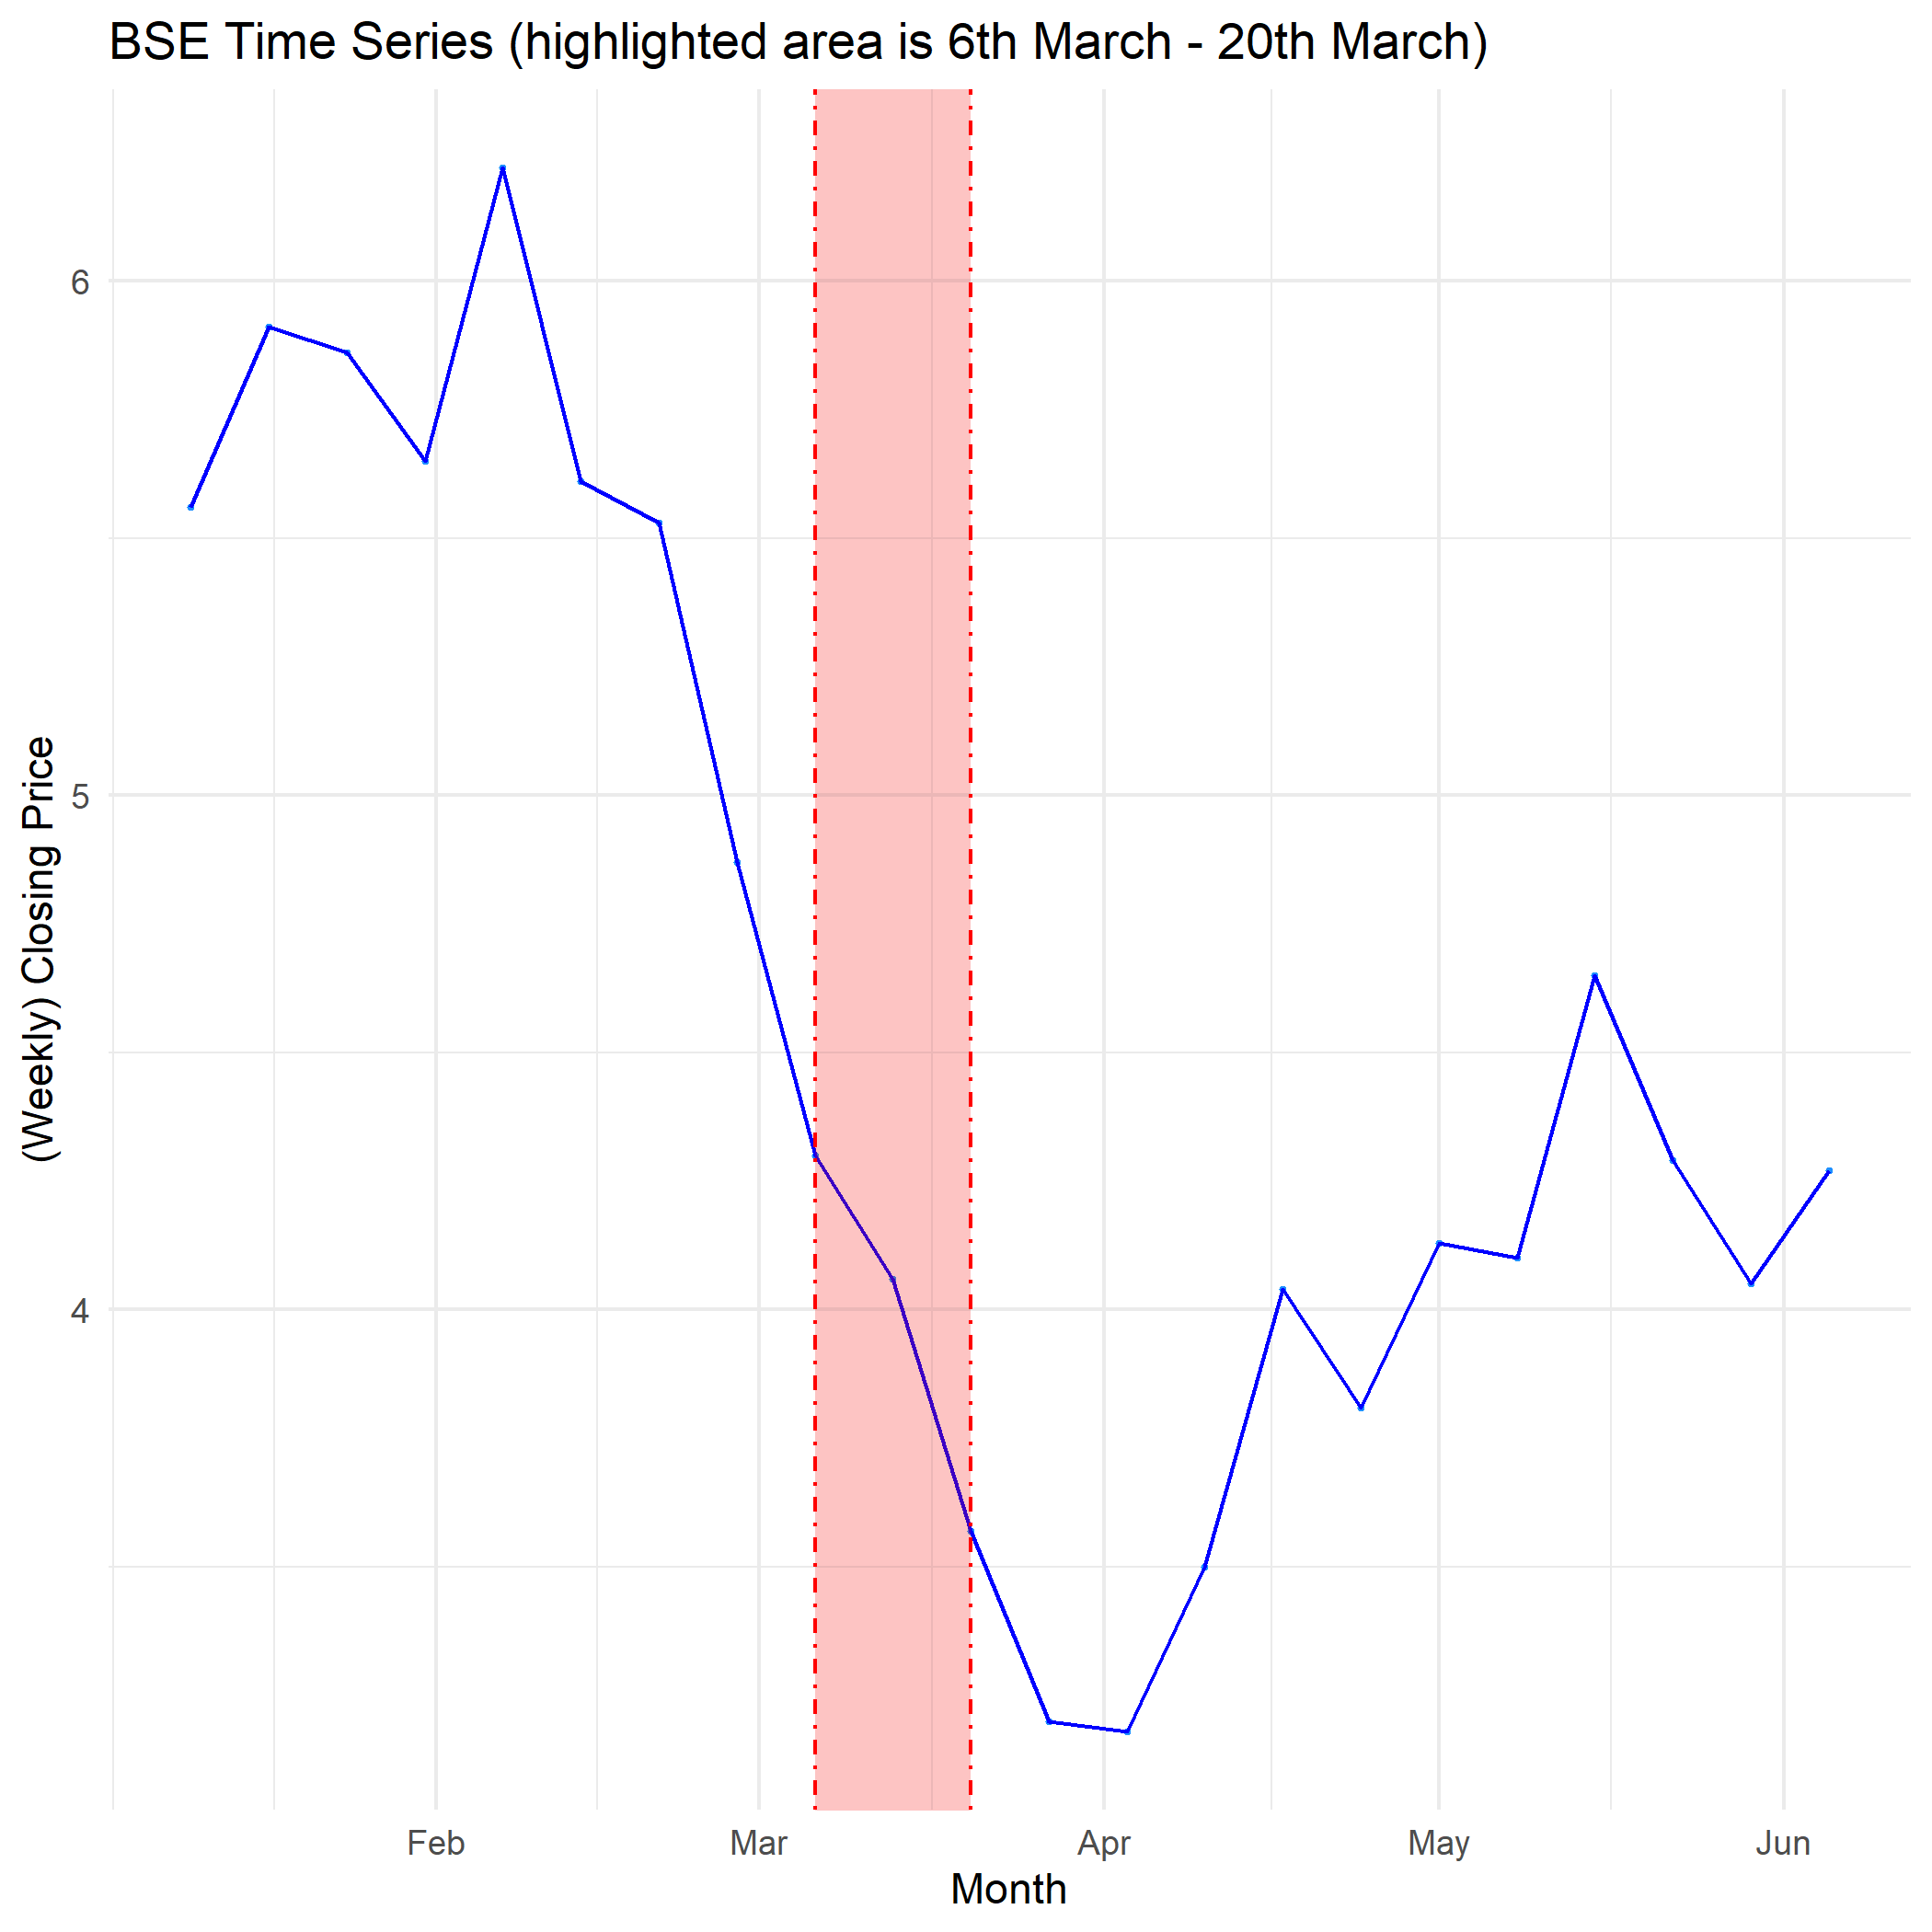 BSE Time Series (highlighted area is 6th March - 20th March)
(Weekly) Closing Price
6
5
4
Feb Mar Apr May Jun
Month